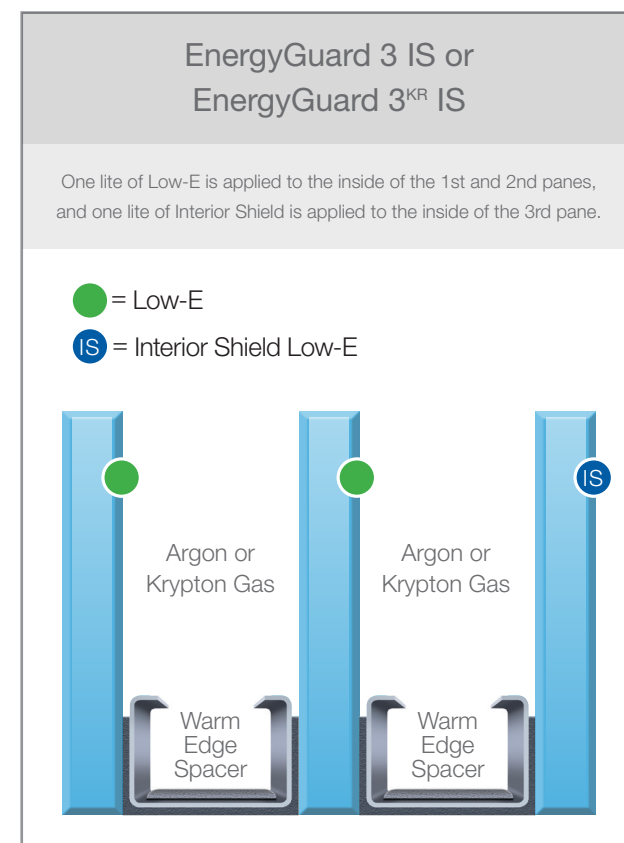 EnergyGuard 3 IS or
EnergyGuard 3ᴷᴿ IS
One lite of Low-E is applied to the inside of the 1st and 2nd panes,
and one lite of Interior Shield is applied to the inside of the 3rd pane.
= Low-E
IS = Interior Shield Low-E
IS
Argon or
Krypton Gas
Argon or
Krypton Gas
Warm
Edge
Spacer
Warm
Edge
Spacer